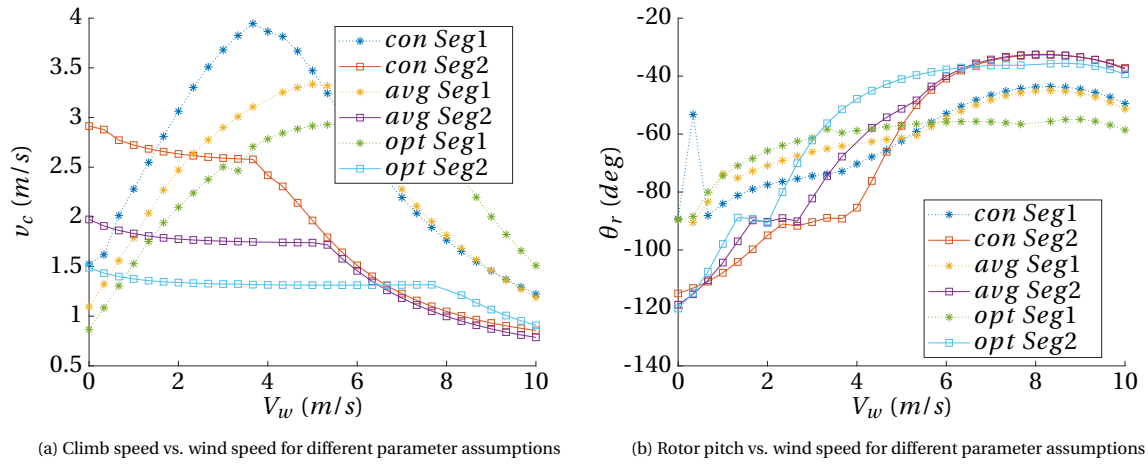 4
3.5
3
2.5
2
1.5
1
0.5
v_c (m/s)
0 2 4 6 8 10
V_w (m/s)
con Seg1
con Seg2
avg Seg1
avg Seg2
opt Seg1
opt Seg2
(a) Climb speed vs. wind speed for different parameter assumptions
-20
-40
-60
-80
-100
-120
-140
θ_r (deg)
0 2 4 6 8 10
V_w (m/s)
con Seg1
con Seg2
avg Seg1
avg Seg2
opt Seg1
opt Seg2
(b) Rotor pitch vs. wind speed for different parameter assumptions